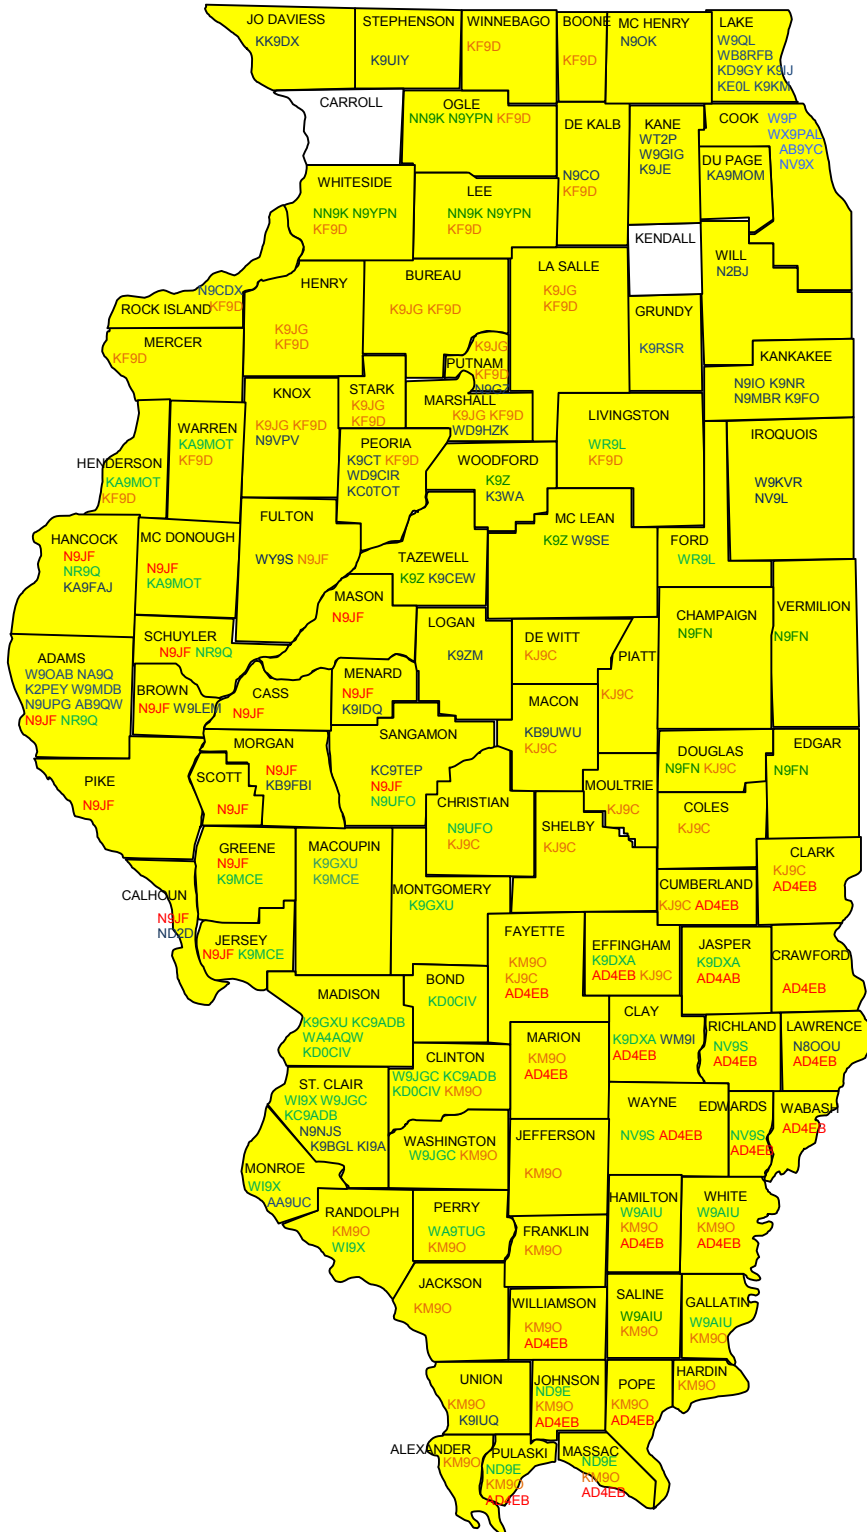 JO DAVIESS
KK9DX
STEPHENSON
K9UIY
WINNEBAGO
KF9D
BOONE
KF9D
MC HENRY
N9OK
LAKE
W9QL
WB8RFB
KD9GY K9IJ
KE0L K9KM
CARROLL
OGLE
NN9K N9YPN KF9D
DE KALB
N9CO
KF9D
KANE
WT2P
W9GIG
K9JE
COOK W9P
WX9PAL
AB9YC
NV9X
DU PAGE
KA9MOM
WHITESIDE
NN9K N9YPN
KF9D
LEE
NN9K N9YPN
KF9D
KENDALL
WILL
N2BJ
ROCK ISLAND
N9CDX
KF9D
HENRY
K9JG
KF9D
BUREAU
K9JG KF9D
LA SALLE
K9JG
KF9D
GRUNDY
K9RSR
MERCER
KF9D
PUTNAM
K9JG
KF9D
N9GZ
KANKAKEE
N9IO K9NR
N9MBR K9FO
KNOX
K9JG KF9D
N9VPV
STARK
K9JG
KF9D
MARSHALL
K9JG KF9D
WD9HZK
LIVINGSTON
WR9L
KF9D
IROQUOIS
W9KVR
NV9L
HENDERSON
KA9MOT
KF9D
WARREN
KA9MOT
KF9D
PEORIA
K9CT KF9D
WD9CIR
KC0TOT
WOODFORD
K9Z
K3WA
HANCOCK
N9JF
NR9Q
KA9FAJ
MC DONOUGH
N9JF
KA9MOT
FULTON
WY9S N9JF
TAZEWELL
K9Z K9CEW
MC LEAN
K9Z W9SE
FORD
WR9L
MASON
N9JF
LOGAN
K9ZM
DE WITT
KJ9C
PIATT
KJ9C
CHAMPAIGN
N9FN
VERMILION
N9FN
SCHUYLER
N9JF NR9Q
ADAMS
W9OAB NA9Q
K2PEY W9MDB
N9UPG AB9QW
N9JF NR9Q
BROWN
N9JF W9LEM
CASS
N9JF
MENARD
N9JF
K9IDQ
MACON
KB9UWU
KJ9C
SANGAMON
KC9TEP
N9JF
N9UFO
MORGAN
N9JF
KB9FBI
SCOTT
N9JF
PIKE
N9JF
DOUGLAS
N9FN KJ9C
EDGAR
N9FN
MOULTRIE
KJ9C
COLES
KJ9C
CHRISTIAN
N9UFO
KJ9C
SHELBY
KJ9C
GREENE
N9JF
K9MCE
MACOUPIN
K9GXU
K9MCE
MONTGOMERY
K9GXU
CLARK
KJ9C
AD4EB
CUMBERLAND
KJ9C AD4EB
CALHOUN
N9JF
ND2D
JERSEY
N9JF K9MCE
FAYETTE
KM9O
KJ9C
AD4EB
EFFINGHAM
K9DXA
AD4EB KJ9C
JASPER
K9DXA
AD4AB
CRAWFORD
AD4EB
MADISON
K9GXU KC9ADB
WA4AQW
KD0CIV
BOND
KD0CIV
CLAY
K9DXA WM9I
AD4EB
RICHLAND
NV9S
AD4EB
LAWRENCE
N8OOU
AD4EB
MARION
KM9O
AD4EB
CLINTON
W9JGC KC9ADB
KD0CIV KM9O
ST. CLAIR
WI9X W9JGC
KC9ADB
N9NJS
K9BGL KI9A
WAYNE
NV9S AD4EB
EDWARDS
NV9S
AD4EB
WABASH
AD4EB
WASHINGTON
W9JGC KM9O
JEFFERSON
KM9O
MONROE
WI9X
AA9UC
RANDOLPH
KM9O
WI9X
PERRY
WA9TUG
KM9O
FRANKLIN
KM9O
HAMILTON
W9AIU
KM9O
AD4EB
WHITE
W9AIU
KM9O
AD4EB
JACKSON
KM9O
WILLIAMSON
KM9O
AD4EB
SALINE
W9AIU
KM9O
GALLATIN
W9AIU
KM9O
UNION
KM9O
K9IUQ
JOHNSON
ND9E
KM9O
AD4EB
POPE
KM9O
AD4EB
HARDIN
KM9O
ALEXANDER
KM9O
PULASKI
ND9E
KM9O
AD4EB
MASSAC
ND9E
KM9O
AD4EB